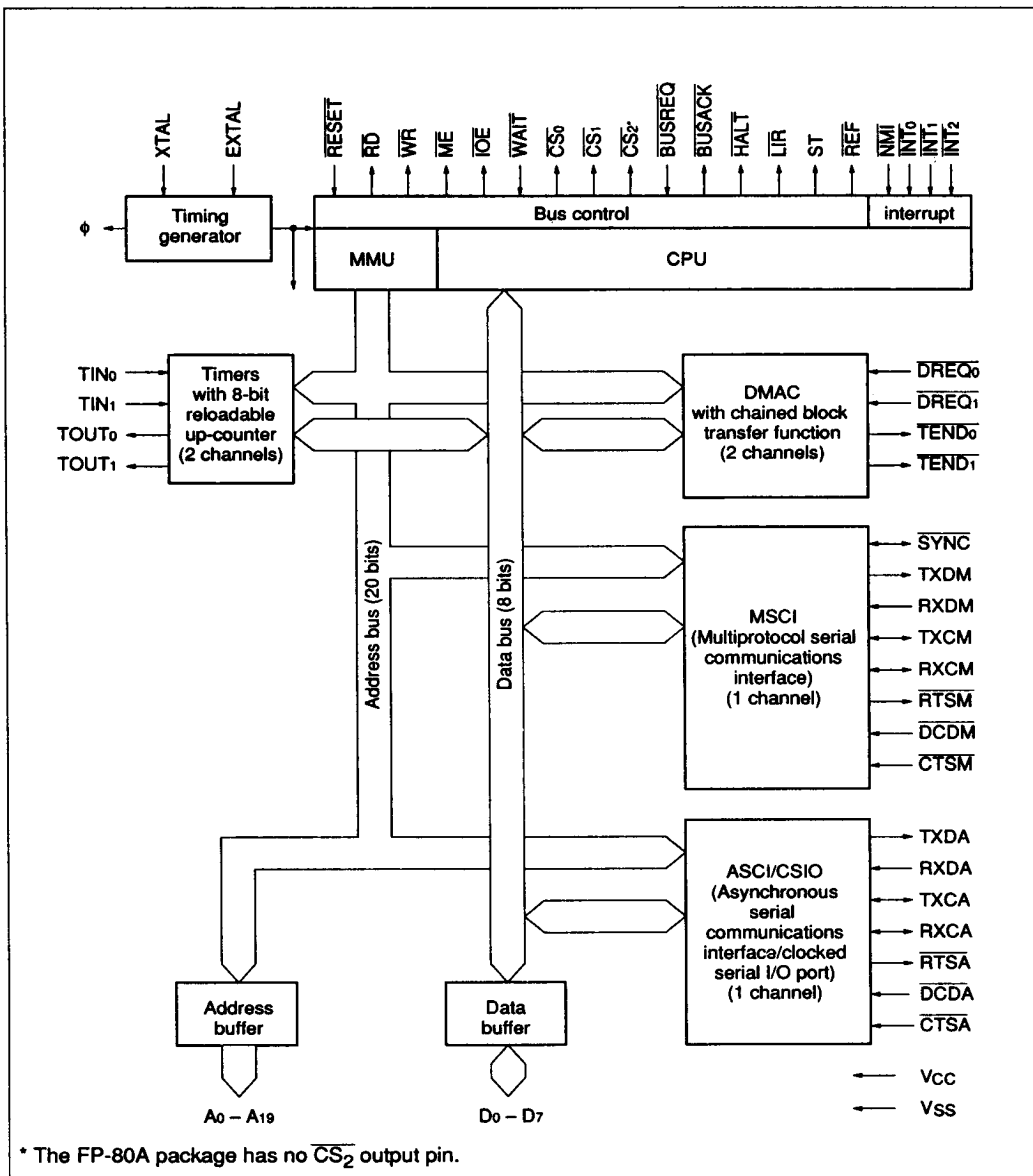 XTAL
EXTAL
RESET
RD
WR
ME
IOE
WAIT
CS0
CS1
CS2*
BUSREQ
BUSACK
HALT
LIR
ST
REF
NMI
INT0
INT1
INT2
ϕ
Timing
generator
Bus control
interrupt
MMU
CPU
TIN0
TIN1
TOUT0
TOUT1
Timers
with 8-bit
reloadable
up-counter
(2 channels)
DMAC
with chained block
transfer function
(2 channels)
DREQ0
DREQ1
TEND0
TEND1
Address bus (20 bits)
Data bus (8 bits)
MSCI
(Multiprotocol serial
communications
interface)
(1 channel)
SYNC
TXDM
RXDM
TXCM
RXCM
RTSM
DCDM
CTSM
ASCI/CSIO
(Asynchronous
serial
communications
interface/clocked
serial I/O port)
(1 channel)
TXDA
RXDA
TXCA
RXCA
RTSA
DCDA
CTSA
Address
buffer
Data
buffer
A0 – A19
D0 – D7
VCC
VSS
* The FP-80A package has no CS2 output pin.